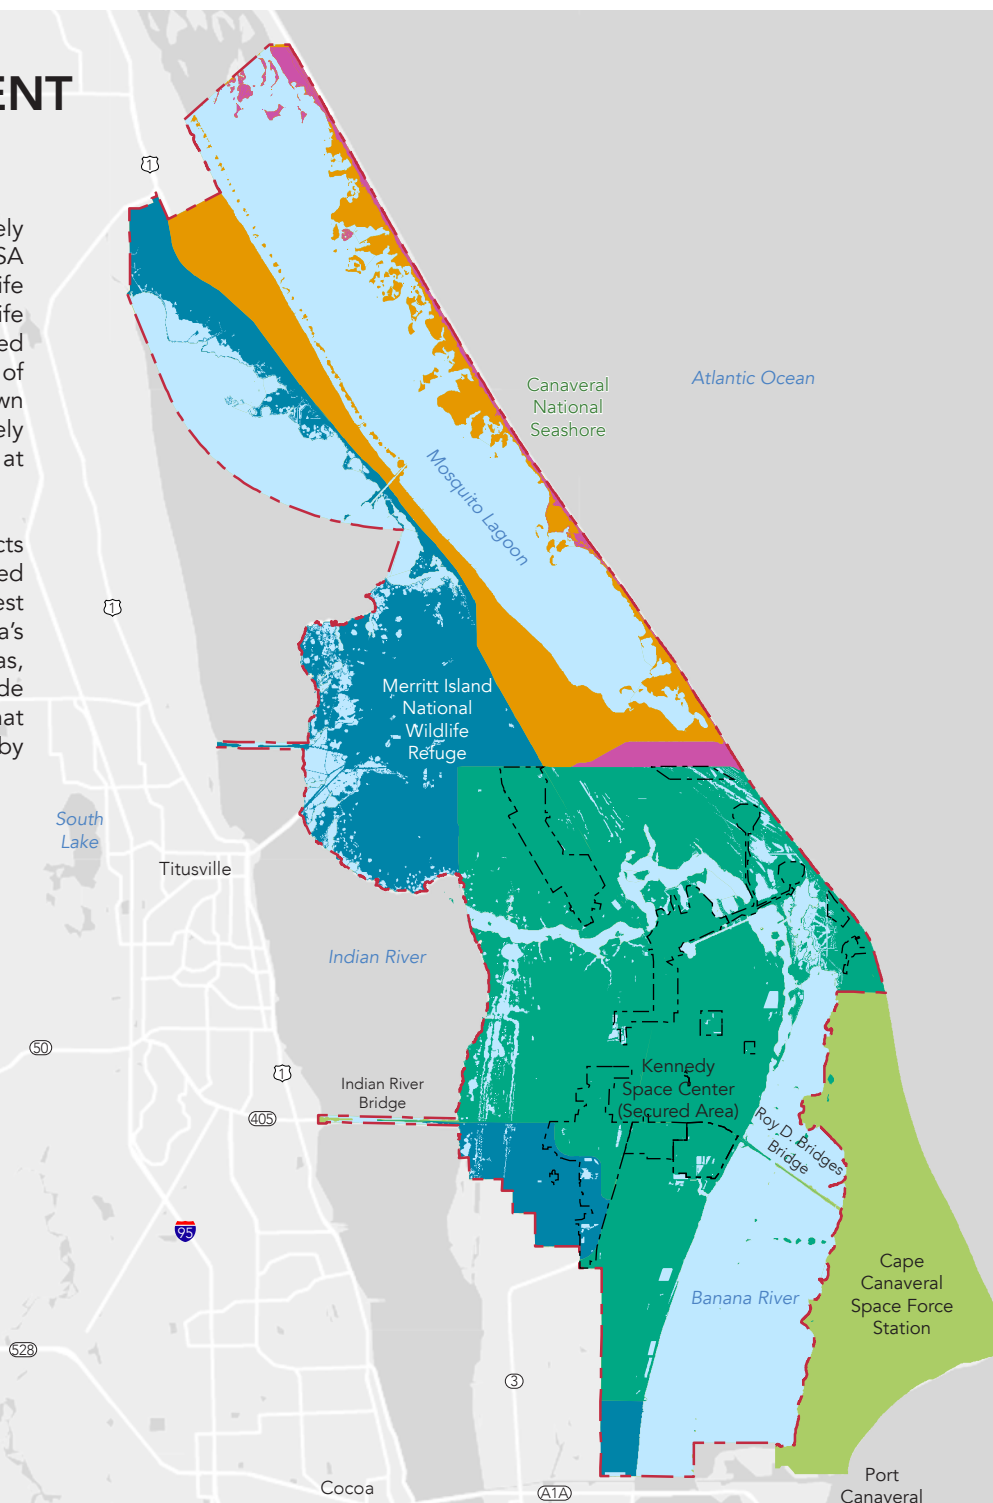 ENT
ely
SA
ife
life
ed
of
wn
ely
at
cts
ed
est
a's
as,
de
hat
by
1
Atlantic Ocean
Canaveral
National
Seashore
Mosquito Lagoon
1
Merritt Island
National
Wildlife
Refuge
South
Lake
Titusville
Indian River
50
1
Kennedy
Space Center
(Secured Area)
Indian River
Bridge
405
Roy D. Bridges
Bridge
95
Cape
Canaveral
Space Force
Station
Banana River
528
3
Cocoa
A1A
Port
Canaveral